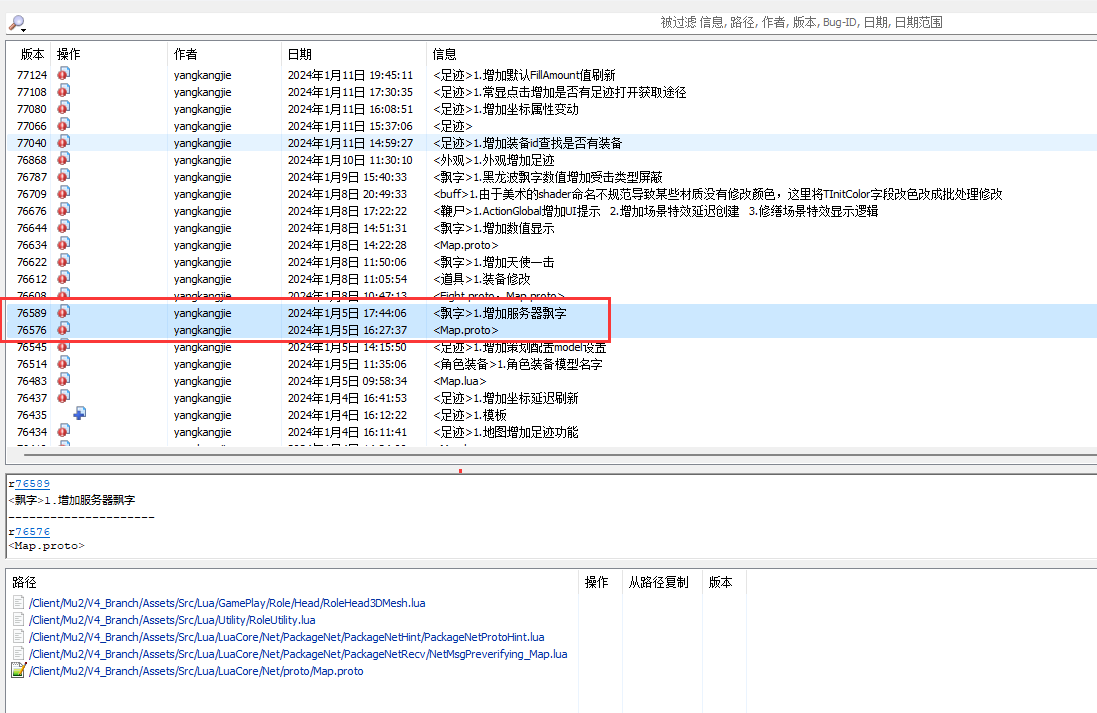 被过滤 信息, 路径, 作者, 版本, Bug-ID, 日期, 日期范围
版本 操作 作者 日期 信息
77124 yangkangjie 2024年1月11日 19:45:11 <足迹>1.增加默认FillAmount值刷新
77108 yangkangjie 2024年1月11日 17:30:35 <足迹>1.常显点击增加是否有足迹打开获取途径
77080 yangkangjie 2024年1月11日 16:08:51 <足迹>1.增加坐标属性变动
77066 yangkangjie 2024年1月11日 15:37:06 <足迹>
77040 yangkangjie 2024年1月11日 14:59:27 <足迹>1.增加装备id查找是否有装备
76868 yangkangjie 2024年1月10日 11:30:10 <外观>1.外观增加足迹
76787 yangkangjie 2024年1月9日 15:40:33 <飘字>1.黑龙波飘字数值增加受击类型屏蔽
76709 yangkangjie 2024年1月8日 20:49:33 <buff>1.由于美术的shader命名不规范导致某些材质没有修改颜色，这里将TInitColor字段改色改成批处理修改
76676 yangkangjie 2024年1月8日 17:22:22 <鞭尸>1.ActionGlobal增加UI提示 2.增加场景特效延迟创建 3.修缮场景特效显示逻辑
76644 yangkangjie 2024年1月8日 14:51:31 <飘字>1.增加数值显示
76634 yangkangjie 2024年1月8日 14:22:28 <Map.proto>
76622 yangkangjie 2024年1月8日 11:50:06 <飘字>1.增加天使一击
76612 yangkangjie 2024年1月8日 11:05:54 <道具>1.装备修改
76608 yangkangjie 2024年1月8日 10:47:13 <Fight.proto、Map.proto>
76589 yangkangjie 2024年1月5日 17:44:06 <飘字>1.增加服务器飘字
76576 yangkangjie 2024年1月5日 16:27:37 <Map.proto>
76545 yangkangjie 2024年1月5日 14:15:50 <足迹>1.增加策划配置model设置
76514 yangkangjie 2024年1月5日 11:35:06 <角色装备>1.角色装备模型名字
76483 yangkangjie 2024年1月5日 09:58:34 <Map.lua>
76437 yangkangjie 2024年1月4日 16:41:53 <足迹>1.增加坐标延迟刷新
76435 yangkangjie 2024年1月4日 16:12:22 <足迹>1.模板
76434 yangkangjie 2024年1月4日 16:11:41 <足迹>1.地图增加足迹功能
r76589
<飘字>1.增加服务器飘字
---------------------
r76576
<Map.proto>
路径 操作 从路径复制 版本
/Client/Mu2/V4_Branch/Assets/Src/Lua/GamePlay/Role/Head/RoleHead3DMesh.lua
/Client/Mu2/V4_Branch/Assets/Src/Lua/Utility/RoleUtility.lua
/Client/Mu2/V4_Branch/Assets/Src/Lua/LuaCore/Net/PackageNet/PackageNetHint/PackageNetProtoHint.lua
/Client/Mu2/V4_Branch/Assets/Src/Lua/LuaCore/Net/PackageNet/PackageNetRecv/NetMsgPreverifying_Map.lua
/Client/Mu2/V4_Branch/Assets/Src/Lua/LuaCore/Net/proto/Map.proto